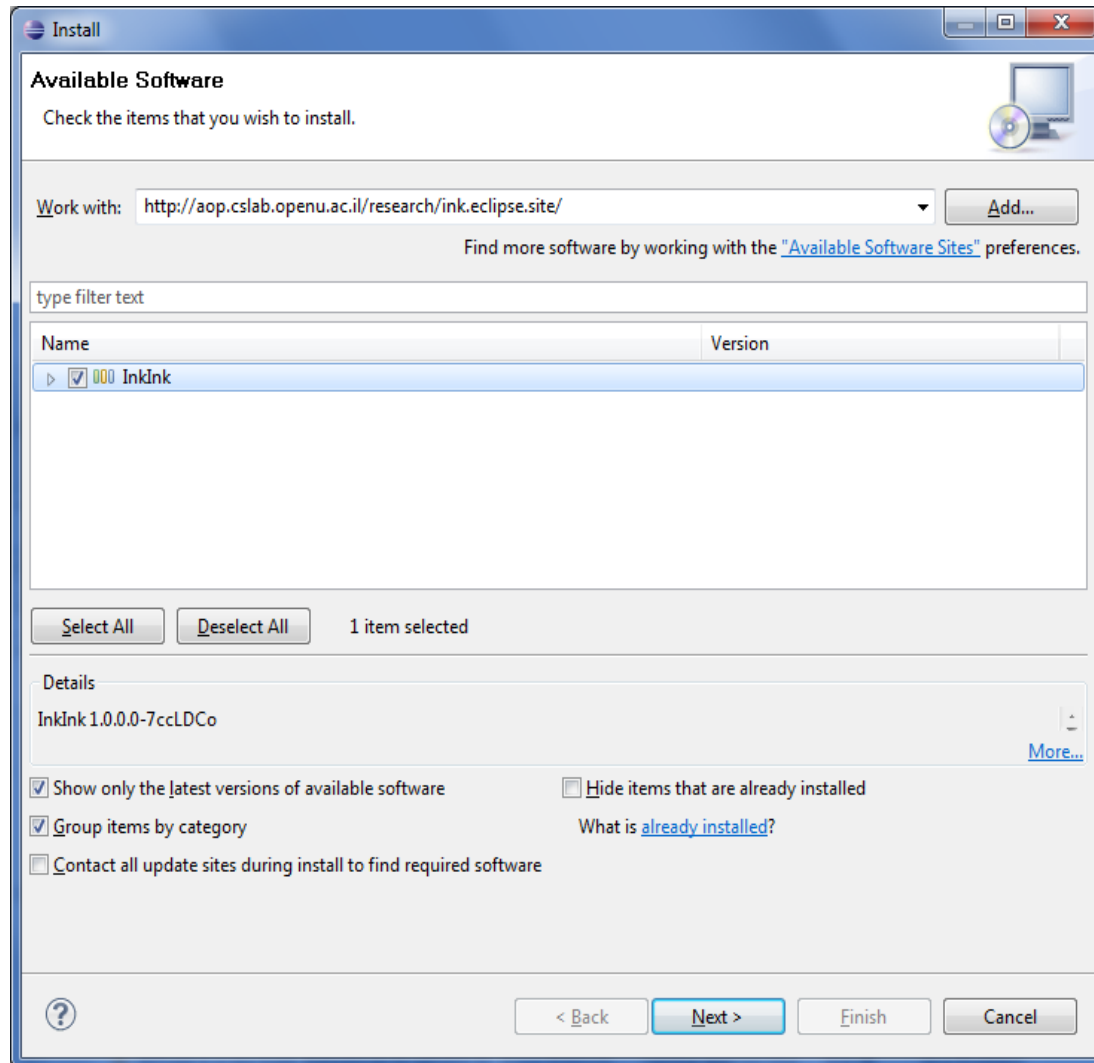 Install
Available Software
Check the items that you wish to install.
Work with: http://aop.cslab.openu.ac.il/research/ink.eclipse.site/ Add...
Find more software by working with the "Available Software Sites" preferences.
type filter text
Name Version
InkInk
Select All Deselect All 1 item selected
Details
InkInk 1.0.0.0-7ccLDCo
More...
Show only the latest versions of available software Hide items that are already installed
Group items by category What is already installed?
Contact all update sites during install to find required software
? < Back Next > Finish Cancel